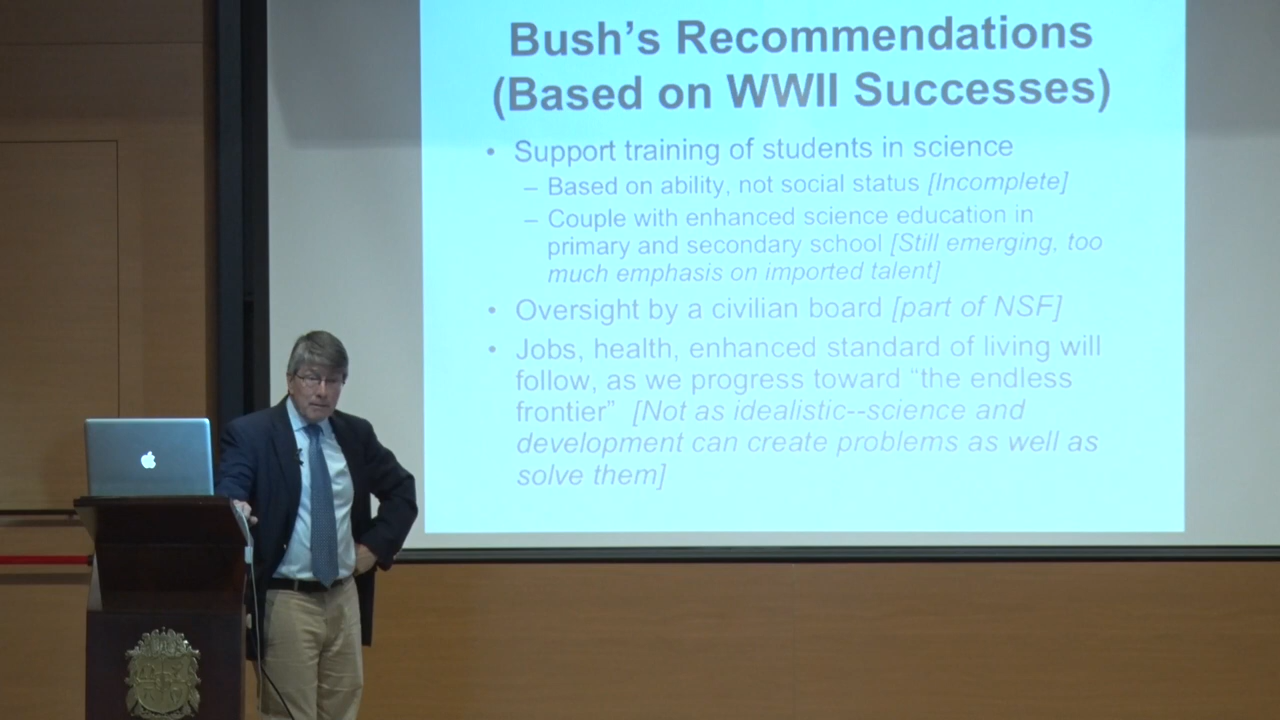 Bush's Recommendations
(Based on WWII Successes)
• Support training of students in science
– Based on ability, not social status [Incomplete]
– Couple with enhanced science education in
primary and secondary school [Still emerging, too
much emphasis on imported talent]
• Oversight by a civilian board [part of NSF]
• Jobs, health, enhanced standard of living will
follow, as we progress toward “the endless
frontier” [Not as idealistic--science and
development can create problems as well as
solve them]